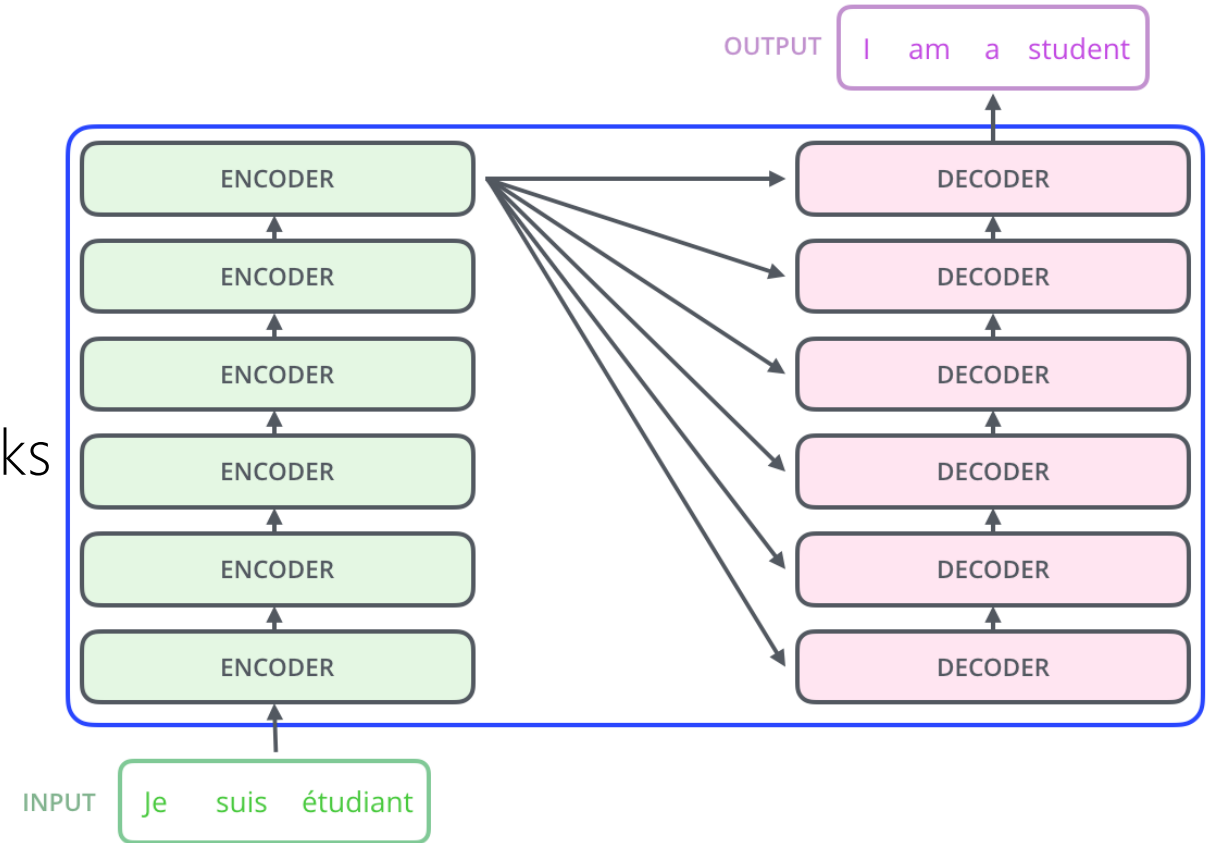 OUTPUT I am a student
ENCODER DECODER
ENCODER DECODER
ENCODER DECODER
ks ENCODER DECODER
ENCODER DECODER
ENCODER DECODER
INPUT Je suis étudiant